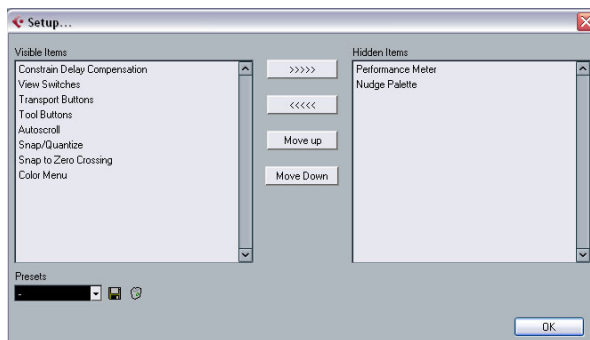 Setup...
Visible Items
Constrain Delay Compensation
View Switches
Transport Buttons
Tool Buttons
Autoscroll
Snap/Quantize
Snap to Zero Crossing
Color Menu
>>>>>
<<<<<
Move up
Move Down
Hidden Items
Performance Meter
Nudge Palette
Presets
-
OK